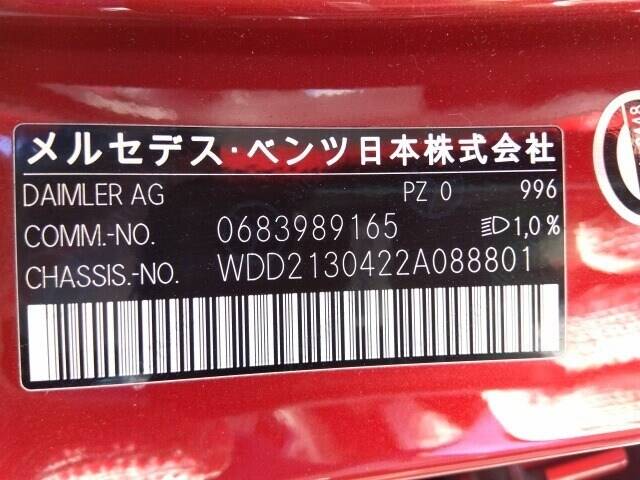 メルセデス・ベンツ日本株式会社
DAIMLER AG PZ 0 996
COMM.-NO. 0683989165 1,0 %
CHASSIS.-NO. WDD2130422A088801